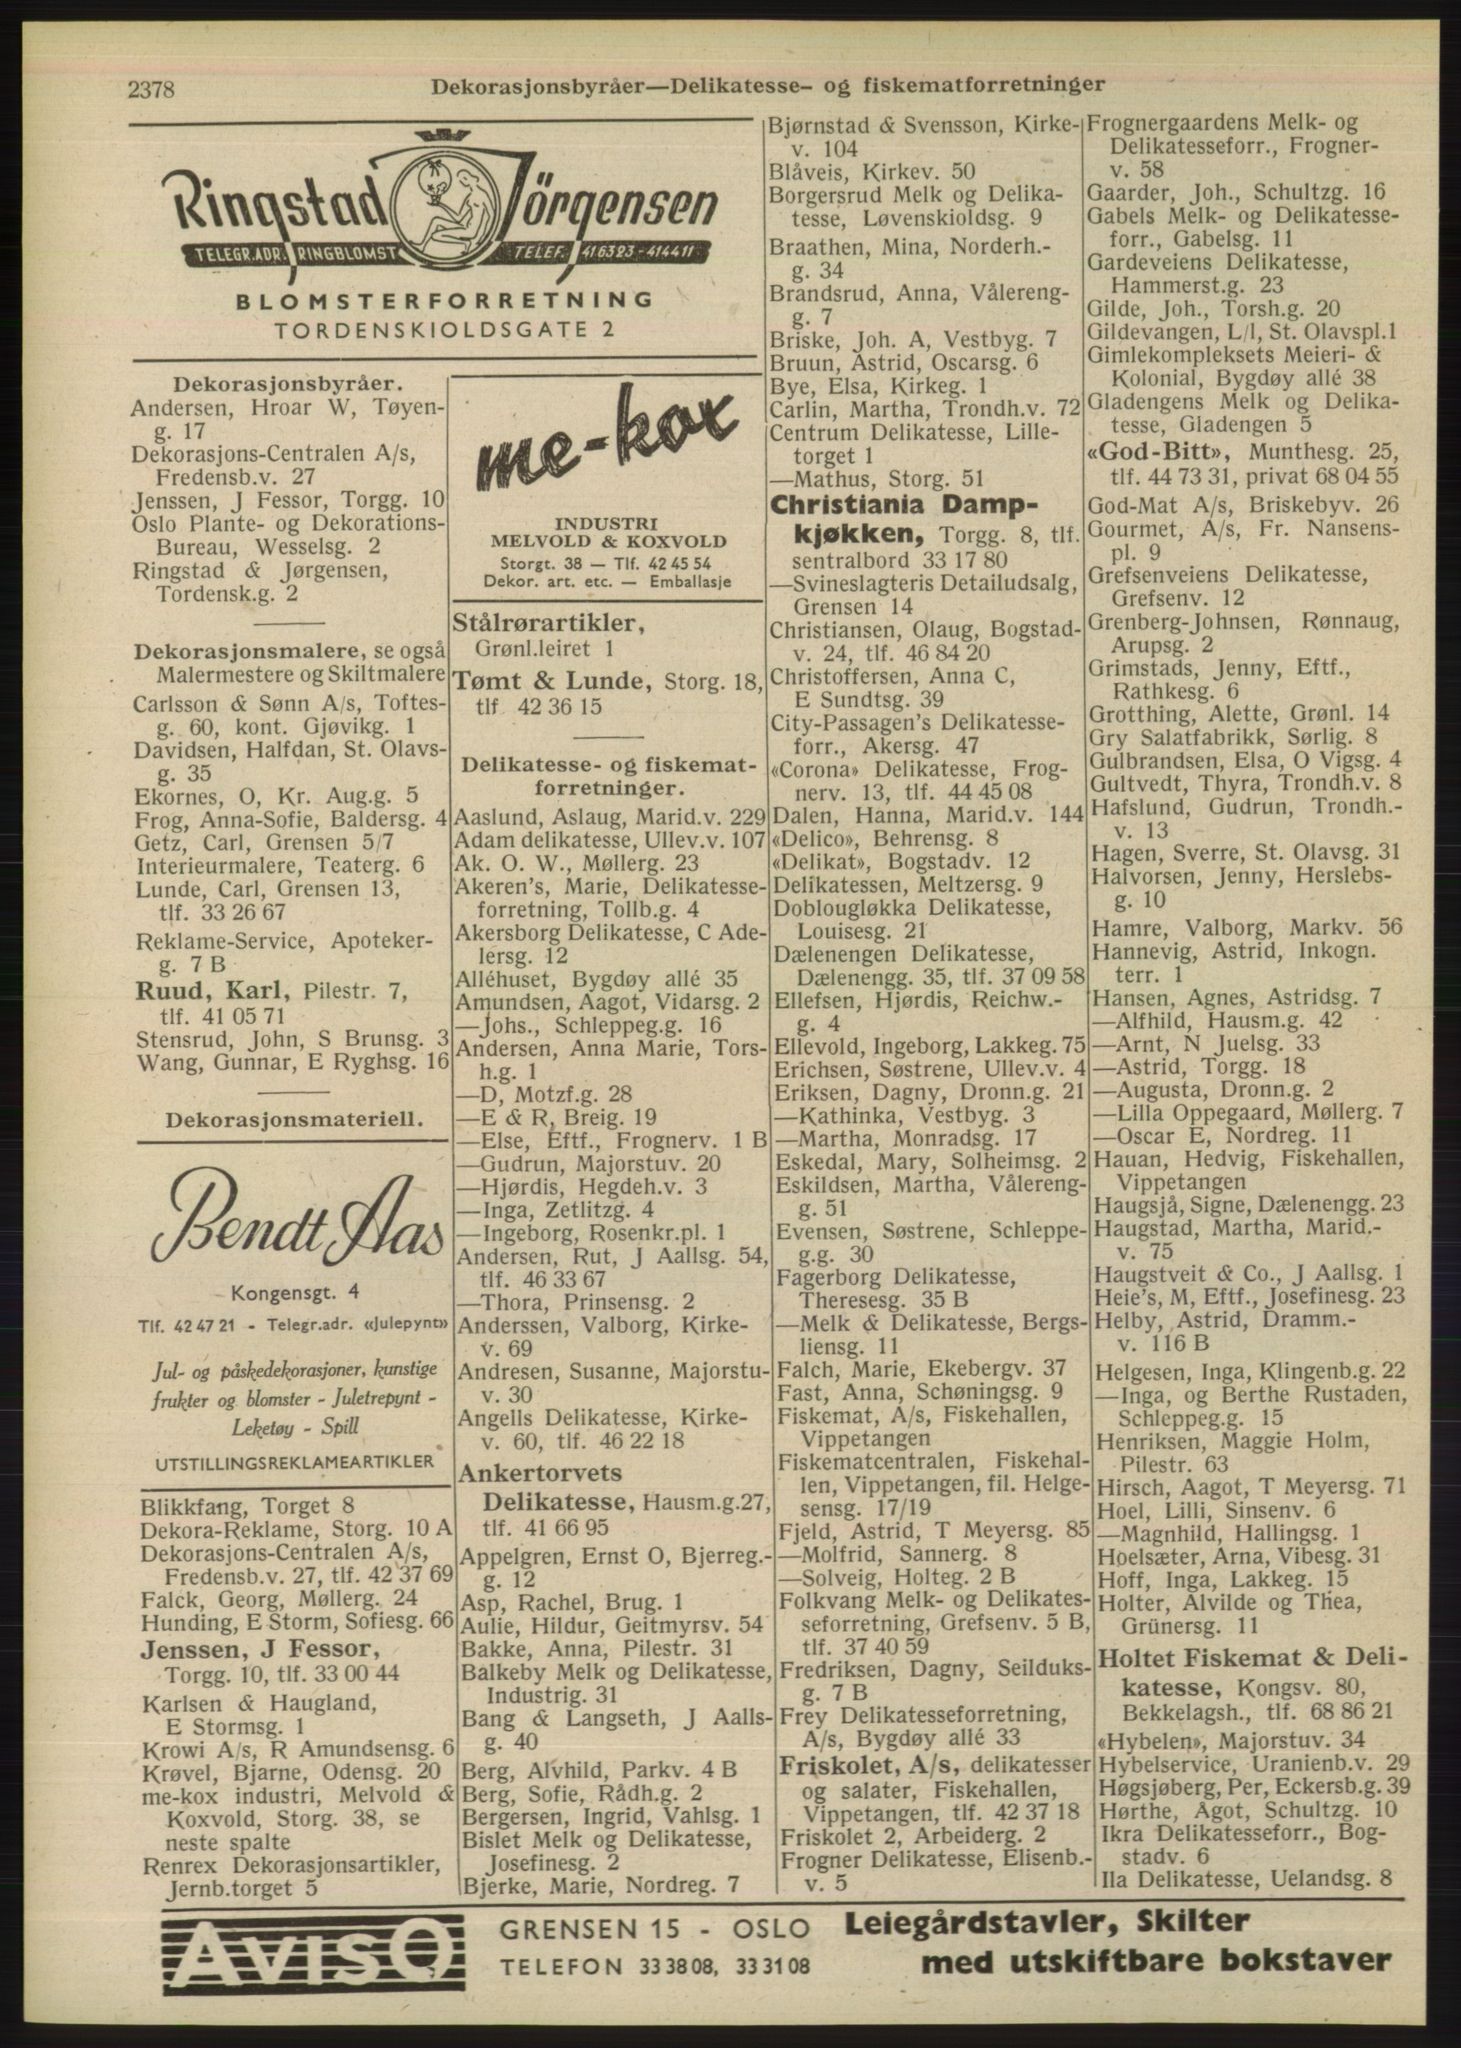 2378
Dekorasjonsbyråer—Delikatesse- og fiskematforretninger
Ringstad Jörgensen
TELEGR.ADR. RINGBLOMST TELEF. 416323-414411
BLOMSTERFORRETNING
TORDENSKIOLDSGATE 2
Dekorasjonsbyråer.
Andersen, Hroar W, Tøyen-
g. 17
Dekorasjons-Centralen A/s,
Fredensb.v. 27
Jenssen, J Fessor, Torgg. 10
Oslo Plante- og Dekorations-
Bureau, Wesselsg. 2
Ringstad & Jørgensen,
Tordensk.g. 2
Dekorasjonsmalere, se også
Malermestere og Skiltmalere
Carlsson & Sønn A/s, Toftes-
g. 60, kont. Gjøvikg. 1
Davidsen, Halfdan, St. Olavs-
g. 35
Ekornes, O, Kr. Aug.g. 5
Frog, Anna-Sofie, Baldersg. 4
Getz, Carl, Grensen 5/7
Interieurmalere, Teaterg. 6
Lunde, Carl, Grensen 13,
tlf. 33 26 67
Reklame-Service, Apoteker-
g. 7 B
Ruud, Karl, Pilestr. 7,
tlf. 41 05 71
Stensrud, John, S Brunsg. 3
Wang, Gunnar, E Ryghsg. 16
Dekorasjonsmateriell.
Bendt Aas
Kongensgt. 4
Tlf. 42 47 21 - Telegr.adr. «Julepynt»
Jul- og påskedekorasjoner, kunstige
frukter og blomster - Juletrepynt -
Leketøy - Spill
UTSTILLINGSREKLAMEARTIKLER
Blikkfang, Torget 8
Dekora-Reklame, Storg. 10 A
Dekorasjons-Centralen A/s,
Fredensb.v. 27, tlf. 42 37 69
Falck, Georg, Møllerg. 24
Hunding, E Storm, Sofiesg. 66
Jenssen, J Fessor,
Torgg. 10, tlf. 33 00 44
Karlsen & Haugland,
E Stormsg. 1
Krowi A/s, R Amundsensg. 6
Krøvel, Bjarne, Odensg. 20
me-kox industri, Melvold &
Koxvold, Storg. 38, se
neste spalte
Renrex Dekorasjonsartikler,
Jernb.torget 5
me-kox
INDUSTRI
MELVOLD & KOXVOLD
Storgt. 38 — Tlf. 42 45 54
Dekor. art. etc. — Emballasje
Stålrørartikler,
Grønl.leiret 1
Tømt & Lunde, Storg. 18,
tlf 42 36 15
Delikatesse- og fiskemat-
forretninger.
Aaslund, Aslaug, Marid.v. 229
Adam delikatesse, Ullev.v. 107
Ak. O. W., Møllerg. 23
Akeren's, Marie, Delikatesse-
forretning, Tollb.g. 4
Akersborg Delikatesse, C Ade-
lersg. 12
Alléhuset, Bygdøy allé 35
Amundsen, Aagot, Vidarsg. 2
—Johs., Schleppeg.g. 16
Andersen, Anna Marie, Tors-
h.g. 1
—D, Motzf.g. 28
—E & R, Breig. 19
—Else, Eftf., Frognerv. 1 B
—Gudrun, Majorstuv. 20
—Hjørdis, Hegdeh.v. 3
—Inga, Zetlitzg. 4
—Ingeborg, Rosenkr.pl. 1
Andersen, Rut, J Aallsg. 54,
tlf. 46 33 67
—Thora, Prinsensg. 2
Anderssen, Valborg, Kirke-
v. 69
Andresen, Susanne, Majorstu-
v. 30
Angells Delikatesse, Kirke-
v. 60, tlf. 46 22 18
Ankertorvets
Delikatesse, Hausm.g.27,
tlf. 41 66 95
Appelgren, Ernst O, Bjerreg.-
g. 12
Asp, Rachel, Brug. 1
Aulie, Hildur, Geitmyrsv. 54
Bakke, Anna, Pilestr. 31
Balkeby Melk og Delikatesse,
Industrig. 31
Bang & Langseth, J Aalls-
g. 40
Berg, Alvhild, Parkv. 4 B
Berg, Sofie, Rådh.g. 2
Bergersen, Ingrid, Vahlsg. 1
Bislet Melk og Delikatesse,
Josefinesg. 2
Bjerke, Marie, Nordreg. 7
Bjørnstad & Svensson, Kirke-
v. 104
Blåveis, Kirkev. 50
Borgersrud Melk og Delika-
tesse, Løvenskioldsg. 9
Braathen, Mina, Norderh.-
g. 34
Brandsrud, Anna, Vålereng-
g. 7
Briske, Joh. A, Vestbyg. 7
Bruun, Astrid, Oscarsg. 6
Bye, Elsa, Kirkeg. 1
Carlin, Martha, Trondh.v. 72
Centrum Delikatesse, Lille-
torget 1
—Mathus, Storg. 51
Christiania Damp-
kjøkken, Torgg. 8, tlf.
sentralbord 33 17 80
—Svineslagteris Detailudsalg,
Grensen 14
Christiansen, Olaug, Bogstad-
v. 24, tlf. 46 84 20
Christoffersen, Anna C,
E Sundtsg. 39
City-Passagen's Delikatesse-
forr., Akersg. 47
«Corona» Delikatesse, Frog-
nerv. 13, tlf. 44 45 08
Dalen, Hanna, Marid.v. 144
«Delico», Behrensg. 8
«Delikat», Bogstadv. 12
Delikatessen, Meltzersg. 9
Doblougløkka Delikatesse,
Louisesg. 21
Dælenengen Delikatesse,
Dælenengg. 35, tlf. 37 09 58
Ellefsen, Hjørdis, Reichw.-
g. 4
Ellevold, Ingeborg, Lakkeg. 75
Erichsen, Søstrene, Ullev.v. 4
Eriksen, Dagny, Dronn.g. 21
—Kathinka, Vestbyg. 3
—Martha, Monradsg. 17
Eskedal, Mary, Solheimsg. 2
Eskildsen, Martha, Vålereng-
g. 51
Evensen, Søstrene, Schleppe-
g.g. 30
Fagerborg Delikatesse,
Theresesg. 35 B
—Melk & Delikatesse, Bergs-
liensg. 11
Falch, Marie, Ekebergv. 37
Fast, Anna, Schøningsg. 9
Fiskemat, A/s, Fiskehallen,
Vippetangen
Fiskematcentralen, Fiskehal-
len, Vippetangen, fil. Helge-
sensg. 17/19
Fjeld, Astrid, T Meyersg. 85
—Molfrid, Sannerg. 8
—Solveig, Holteg. 2 B
Folkvang Melk- og Delikates-
seforretning, Grefsenv. 5 B,
tlf. 37 40 59
Fredriksen, Dagny, Seilduks-
g. 7 B
Frey Delikatesseforretning,
A/s, Bygdøy allé 33
Friskolet, A/s, delikatesser
og salater, Fiskehallen,
Vippetangen, tlf. 42 37 18
Friskolet 2, Arbeiderg. 2
Frogner Delikatesse, Elisenb.-
v. 5
Frognergaardens Melk- og
Delikatesseforr., Frogner-
v. 58
Gaarder, Joh., Schultzg. 16
Gabels Melk- og Delikatesse-
forr., Gabelsg. 11
Gardeveiens Delikatesse,
Hammerst.g. 23
Gilde, Joh., Torsh.g. 20
Gildevangen, L/l, St. Olavspl.1
Gimlekompleksets Meieri- &
Kolonial, Bygdøy allé 38
Gladengens Melk og Delika-
tesse, Gladengen 5
«God-Bitt», Munthesg. 25,
tlf. 44 73 31, privat 68 04 55
God-Mat A/s, Briskebyv. 26
Gourmet, A/s, Fr. Nansens-
pl. 9
Grefsenveiens Delikatesse,
Grefsenv. 12
Grenberg-Johnsen, Rønnaug,
Arupsg. 2
Grimstads, Jenny, Eftf.,
Rathkesg. 6
Grotthing, Alette, Grønl. 14
Gry Salatfabrikk, Sørlig. 8
Gulbrandsen, Elsa, O Vigsg. 4
Gultvedt, Thyra, Trondh.v. 8
Hafslund, Gudrun, Trondh.-
v. 13
Hagen, Sverre, St. Olavsg. 31
Halvorsen, Jenny, Herslebs-
g. 10
Hamre, Valborg, Markv. 56
Hannevig, Astrid, Inkogn.
terr. 1
Hansen, Agnes, Astridsg. 7
—Alfhild, Hausm.g. 42
—Arnt, N Juelsg. 33
—Astrid, Torgg. 18
—Augusta, Dronn.g. 2
—Lilla Oppegaard, Møllerg. 7
—Oscar E, Nordreg. 11
Hauan, Hedvig, Fiskehallen,
Vippetangen
Haugsjå, Signe, Dælenengg. 23
Haugstad, Martha, Marid.-
v. 75
Haugstveit & Co., J Aallsg. 1
Heie's, M, Eftf., Josefinesg. 23
Helby, Astrid, Dramm.-
v. 116 B
Helgesen, Inga, Klingenb.g. 22
—Inga, og Berthe Rustaden,
Schleppeg.g. 15
Henriksen, Maggie Holm,
Pilestr. 63
Hirsch, Aagot, T Meyersg. 71
Hoel, Lilli, Sinsenv. 6
—Magnhild, Hallingsg. 1
Hoelsæter, Arna, Vibesg. 31
Hoff, Inga, Lakkeg. 15
Holter, Alvilde og Thea,
Grünersg. 11
Holtet Fiskemat & Deli-
katesse, Kongsv. 80,
Bekkelagsh., tlf. 68 86 21
«Hybelen», Majorstuv. 34
Hybelservice, Uranienb.v. 29
Høgsjøberg, Per, Eckersb.g. 39
Hørthe, Agot, Schultzg. 10
Ikra Delikatesseforr., Bog-
stadv. 6
Ila Delikatesse, Uelandsg. 8
AVISO
GRENSEN 15 - OSLO
TELEFON 33 38 08, 33 31 08
Leiegårdstavler, Skilter
med utskiftbare bokstaver